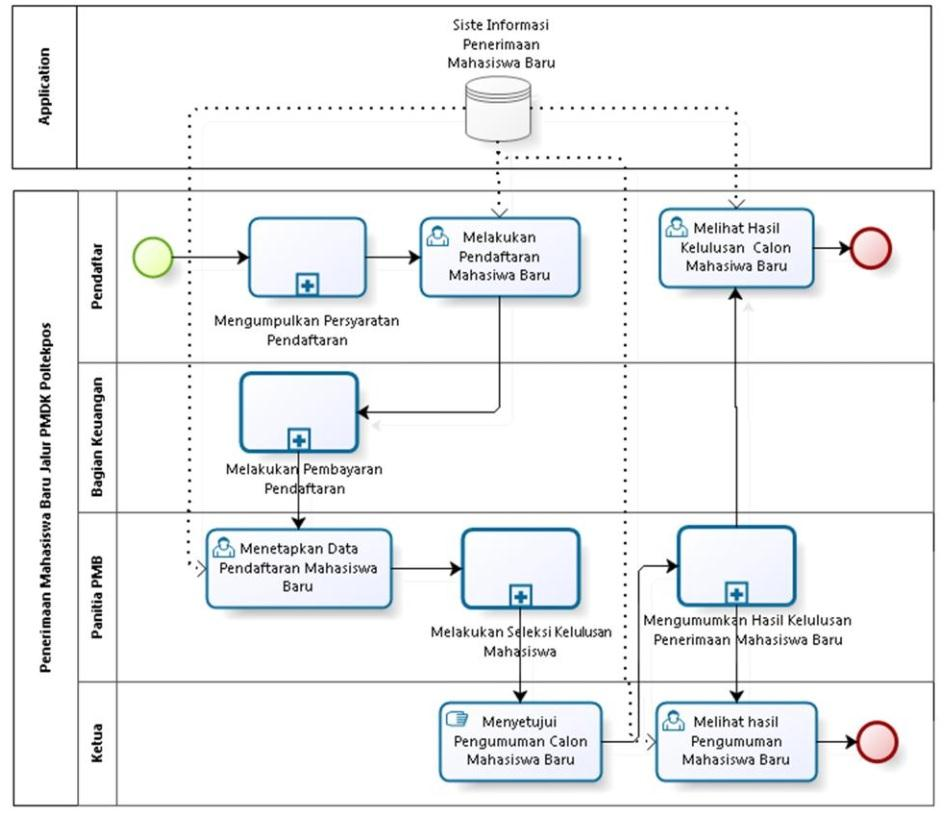 Siste Informasi
Penerimaan
Mahasiswa Baru
Application
Penerimaan Mahasiswa Baru Jalur PMDK Poltekpos
Pendaftar
Mengumpulkan Persyaratan
Pendaftaran
Melakukan
Pendaftaran
Mahasiwa Baru
Melihat Hasil
Kelulusan Calon
Mahasiwa Baru
Bagian Keuangan
Melakukan Pembayaran
Pendaftaran
Panitia PMB
Menetapkan Data
Pendaftaran Mahasiswa
Baru
Melakukan Seleksi Kelulusan
Mahasiswa
Mengumumkan Hasil Kelulusan
Penerimaan Mahasiswa Baru
Ketua
Menyetujui
Pengumuman Calon
Mahasiswa Baru
Melihat hasil
Pengumuman
Mahasiswa Baru